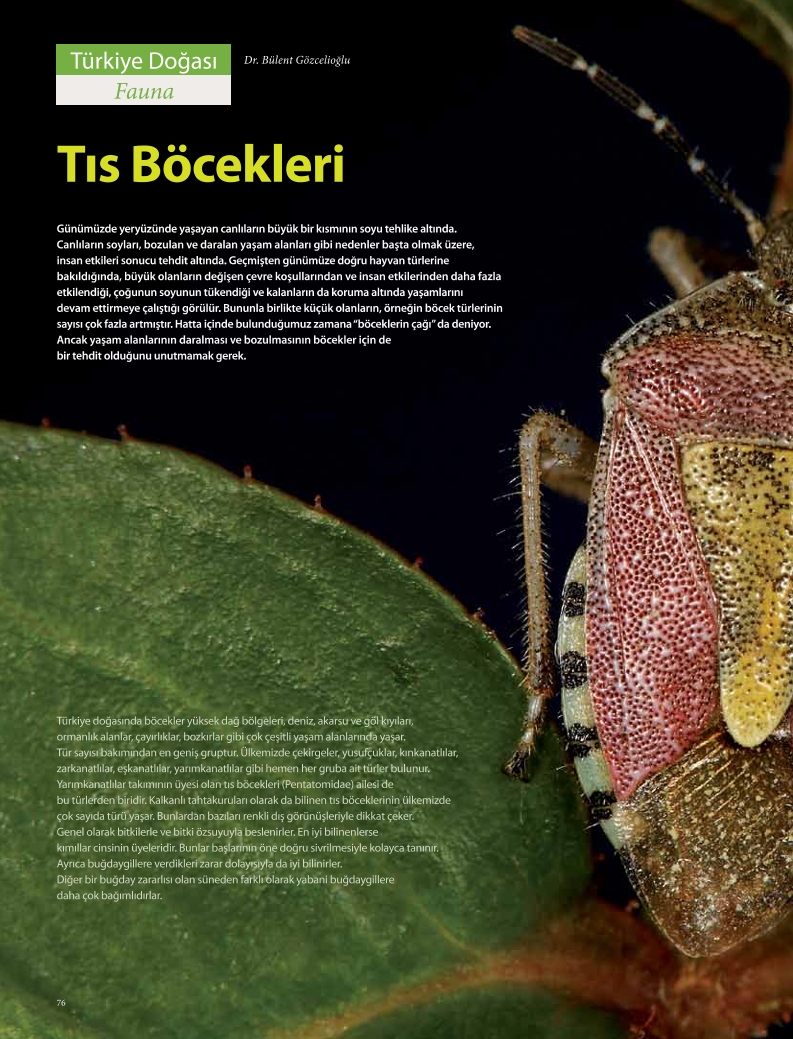 Türkiye Doğası
Dr. Bülent Gözcelioğlu
Fauna
Tıs Böcekleri
Günümüzde yeryüzünde yaşayan canlıların büyük bir kısmının soyu tehlike altında.
Canlıların soyları, bozulan ve daralan yaşam alanları gibi nedenler başta olmak üzere,
insan etkileri sonucu tehdit altında. Geçmişten günümüze doğru hayvan türlerine
bakıldığında, büyük olanların değişen çevre koşullarından ve insan etkilerinden daha fazla
etkilendiği, çoğunun soyunun tükendiği ve kalanların da koruma altında yaşamlarını
devam ettirmeye çalıştığı görülür. Bununla birlikte küçük olanların, örneğin böcek türlerinin
sayısı çok fazla artmıştır. Hatta içinde bulunduğumuz zamana “böceklerin çağı” da deniyor.
Ancak yaşam alanlarının daralması ve bozulmasının böcekler için de
bir tehdit olduğunu unutmamak gerek.
Türkiye doğasında böcekler yüksek dağ bölgeleri, deniz, akarsu ve göl kıyıları,
ormanlık alanlar, çayırlıklar, bozkırlar gibi çok çeşitli yaşam alanlarında yaşar.
Tür sayısı bakımından en geniş gruptur. Ülkemizde çekirgeler, yusufçuklar, kınkanatlılar,
zarkanatlılar, eşkanatlılar, yarımkanatlılar gibi hemen her gruba ait türler bulunur.
Yarımkanatlılar takımının üyesi olan tıs böcekleri (Pentatomidae) ailesi de
bu türlerden biridir. Kalkanlı tahtakuruları olarak da bilinen tıs böceklerinin ülkemizde
çok sayıda türü yaşar. Bunlardan bazıları renkli dış görünüşleriyle dikkat çeker.
Genel olarak bitkilerle ve bitki özsuyuyla beslenirler. En iyi bilinenlerse
kımıllar cinsinin üyeleridir. Bunlar başlarının öne doğru sivrilmesiyle kolayca tanınır.
Ayrıca buğdaygillere verdikleri zarar dolayısıyla da iyi bilinirler.
Diğer bir buğday zararlısı olan süneden farklı olarak yabani buğdaygillere
daha çok bağımlıdırlar.
76